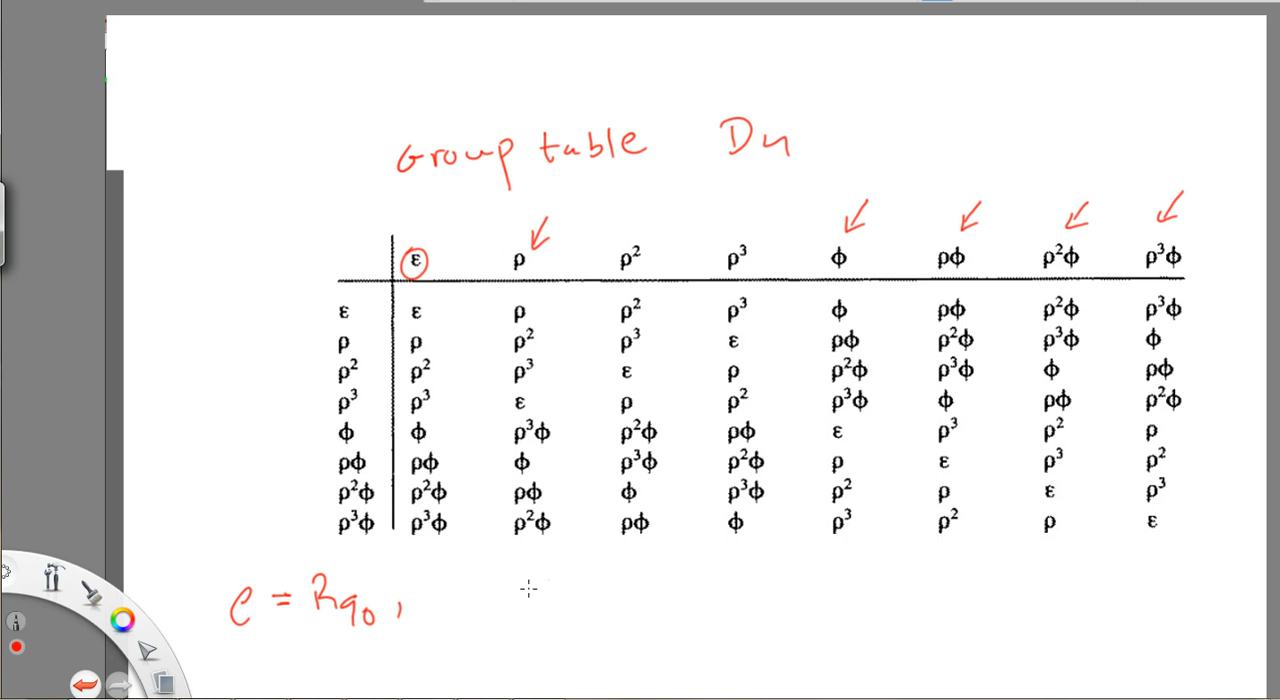 Group table D4
ε ρ ρ² ρ³ φ ρφ ρ²φ ρ³φ
ε ε ρ ρ² ρ³ φ ρφ ρ²φ ρ³φ
ρ ρ ρ² ρ³ ε ρφ ρ²φ ρ³φ φ
ρ² ρ² ρ³ ε ρ ρ²φ ρ³φ φ ρφ
ρ³ ρ³ ε ρ ρ² ρ³φ φ ρφ ρ²φ
φ φ ρ³φ ρ²φ ρφ ε ρ³ ρ² ρ
ρφ ρφ φ ρ³φ ρ²φ ρ ε ρ³ ρ²
ρ²φ ρ²φ ρφ φ ρ³φ ρ² ρ ε ρ³
ρ³φ ρ³φ ρ²φ ρφ φ ρ³ ρ² ρ ε
ρ = R₉₀,